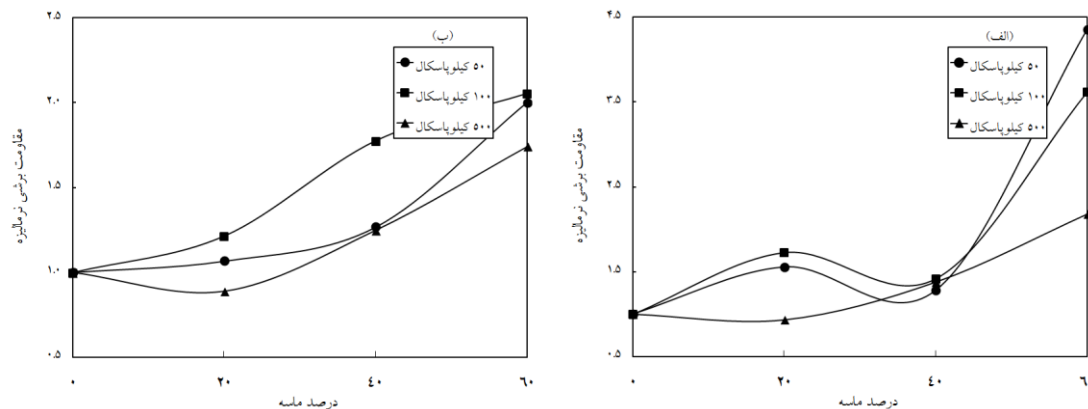 (الف)
۵۰ کیلوپاسکال
۱۰۰ کیلوپاسکال
۵۰۰ کیلوپاسکال
مقاومت برشی نرمالیزه
۴.۵
۳.۵
۲.۵
۱.۵
۰.۵
۰ ۲۰ ۴۰ ۶
درصد ماسه
(ب)
۵۰ کیلوپاسکال
۱۰۰ کیلوپاسکال
۵۰۰ کیلوپاسکال
مقاومت برشی نرمالیزه
۲.۵
۲.۰
۱.۵
۱.۰
۰.۵
۰ ۲۰ ۴۰ ۶۰
درصد ماسه